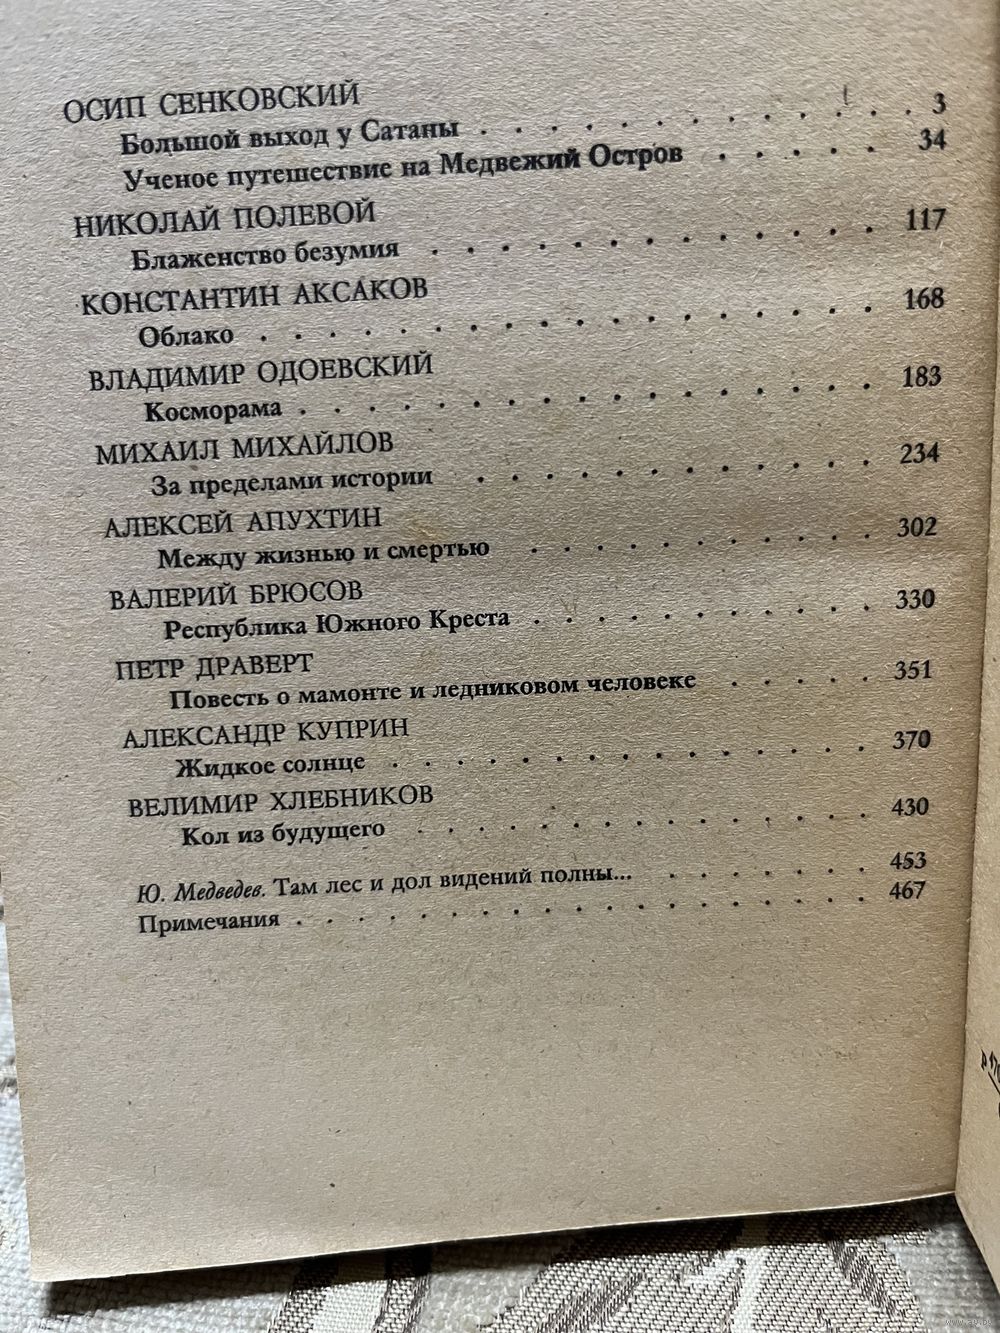 ОСИП СЕНКОВСКИЙ
Большой выход у Сатаны . . . . . . . . . . . . . 3
Ученое путешествие на Медвежий Остров . . . . . 34
НИКОЛАЙ ПОЛЕВОЙ
Блаженство безумия . . . . . . . . . . . . . 117
КОНСТАНТИН АКСАКОВ
Облако . . . . . . . . . . . . . . . . . . 168
ВЛАДИМИР ОДОЕВСКИЙ
Косморама . . . . . . . . . . . . . . . . . 183
МИХАИЛ МИХАЙЛОВ
За пределами истории . . . . . . . . . . . . 234
АЛЕКСЕЙ АПУХТИН
Между жизнью и смертью . . . . . . . . . . . 302
ВАЛЕРИЙ БРЮСОВ
Республика Южного Креста . . . . . . . . . . 330
ПЕТР ДРАВЕРТ
Повесть о мамонте и ледниковом человеке . . . . . 351
АЛЕКСАНДР КУПРИН
Жидкое солнце . . . . . . . . . . . . . . . 370
ВЕЛИМИР ХЛЕБНИКОВ
Кол из будущего . . . . . . . . . . . . . . 430
Ю. Медведев. Там лес и дол видений полны... . . . . . . 453
Примечания . . . . . . . . . . . . . . . . . 467